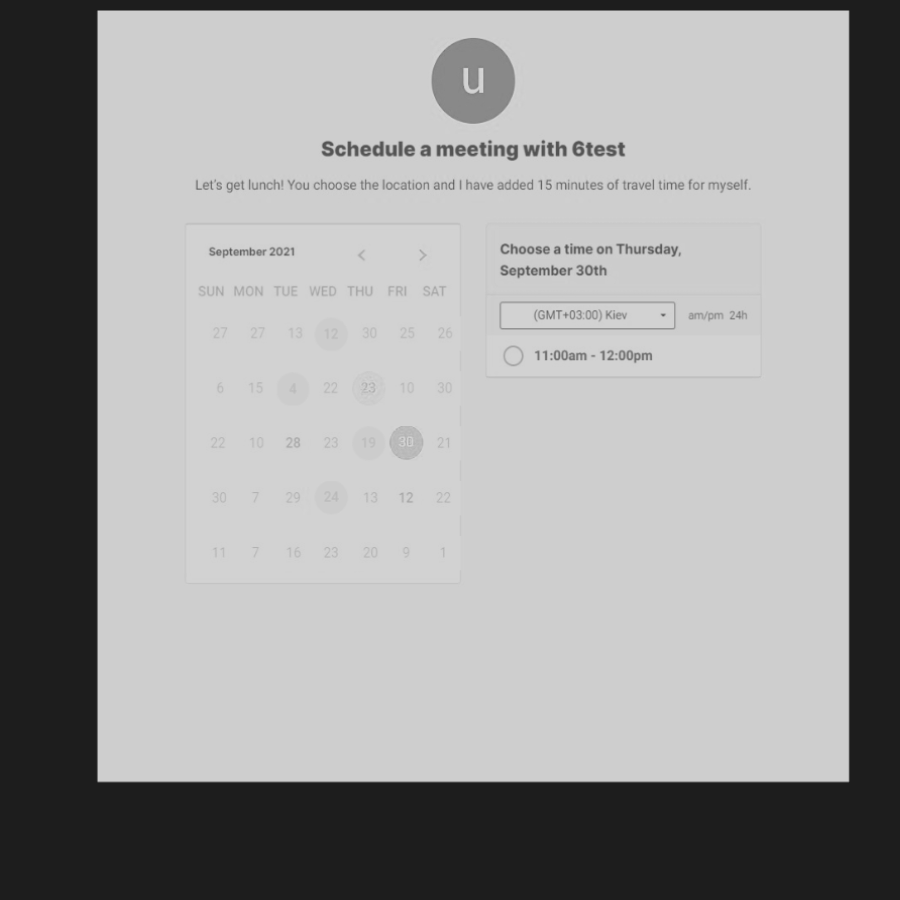 u
Schedule a meeting with 6test
Let's get lunch! You choose the location and I have added 15 minutes of travel time for myself.
September 2021
SUN MON TUE WED THU FRI SAT
27 27 13 12 30 25 26
6 15 4 22 23 10 30
22 10 28 23 19 30 21
30 7 29 24 13 12 22
11 7 16 23 20 9 1
Choose a time on Thursday,
September 30th
(GMT+03:00) Kiev am/pm 24h
11:00am - 12:00pm